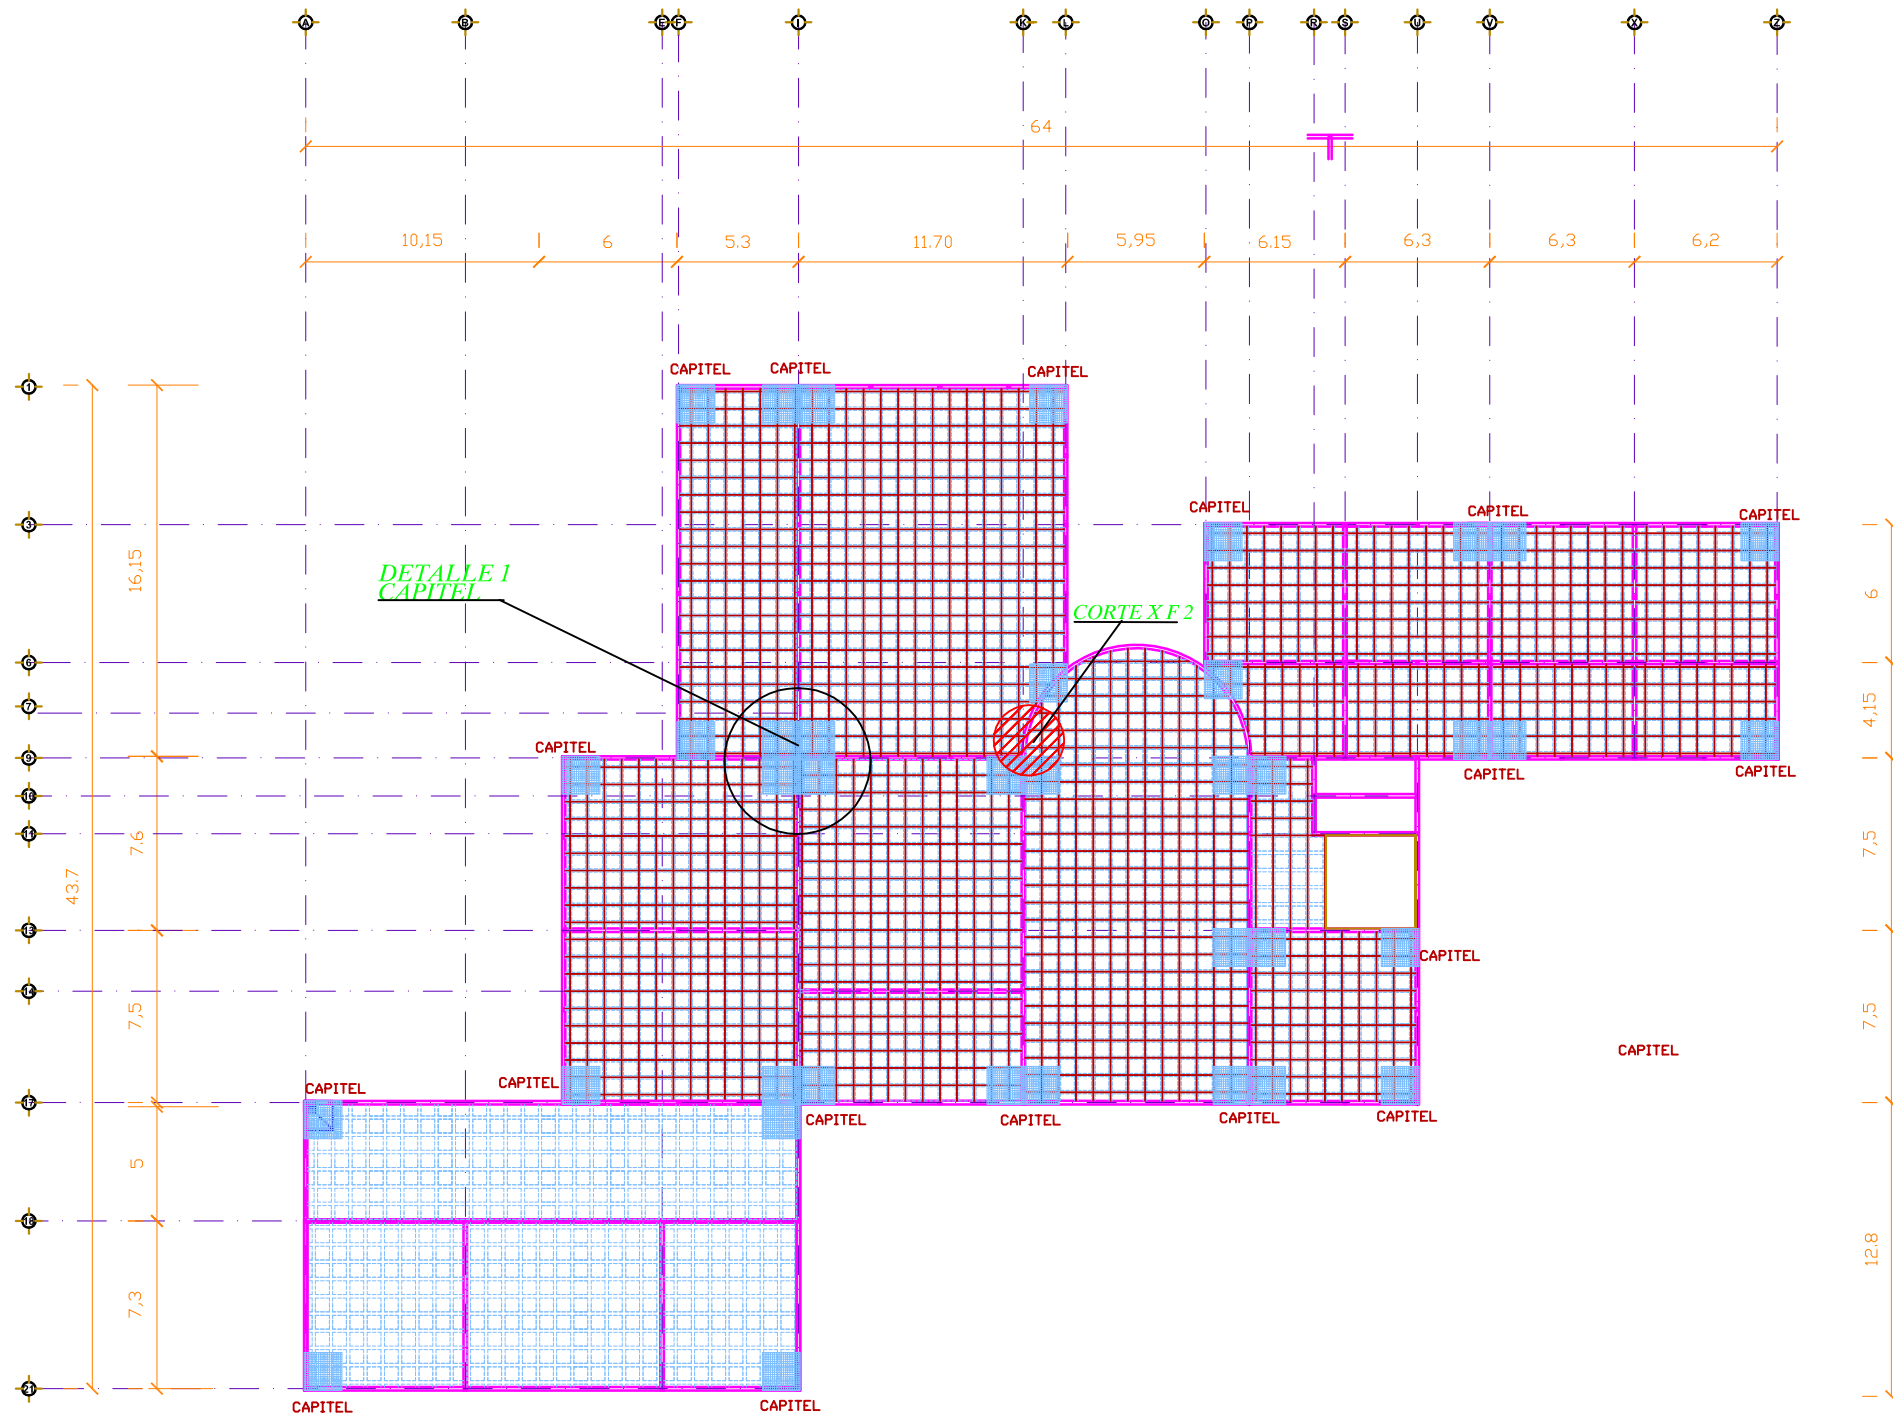 A B E F I K L O P R S U V X Z
64
10,15 6 5.3 11.70 5,95 6.15 6,3 6,3 6,2
CAPITEL CAPITEL CAPITEL
1
CAPITEL CAPITEL CAPITEL
3
16,15
DETALLE 1
CAPITEL
6
CORTE X F 2
6
7
4,15
CAPITEL
9
CAPITEL CAPITEL
10
11
7.6
7,5
43.7
13
CAPITEL
14
7,5
7,5
CAPITEL
CAPITEL
CAPITEL
17
CAPITEL CAPITEL CAPITEL CAPITEL
5
18
12.8
7,3
21
CAPITEL CAPITEL